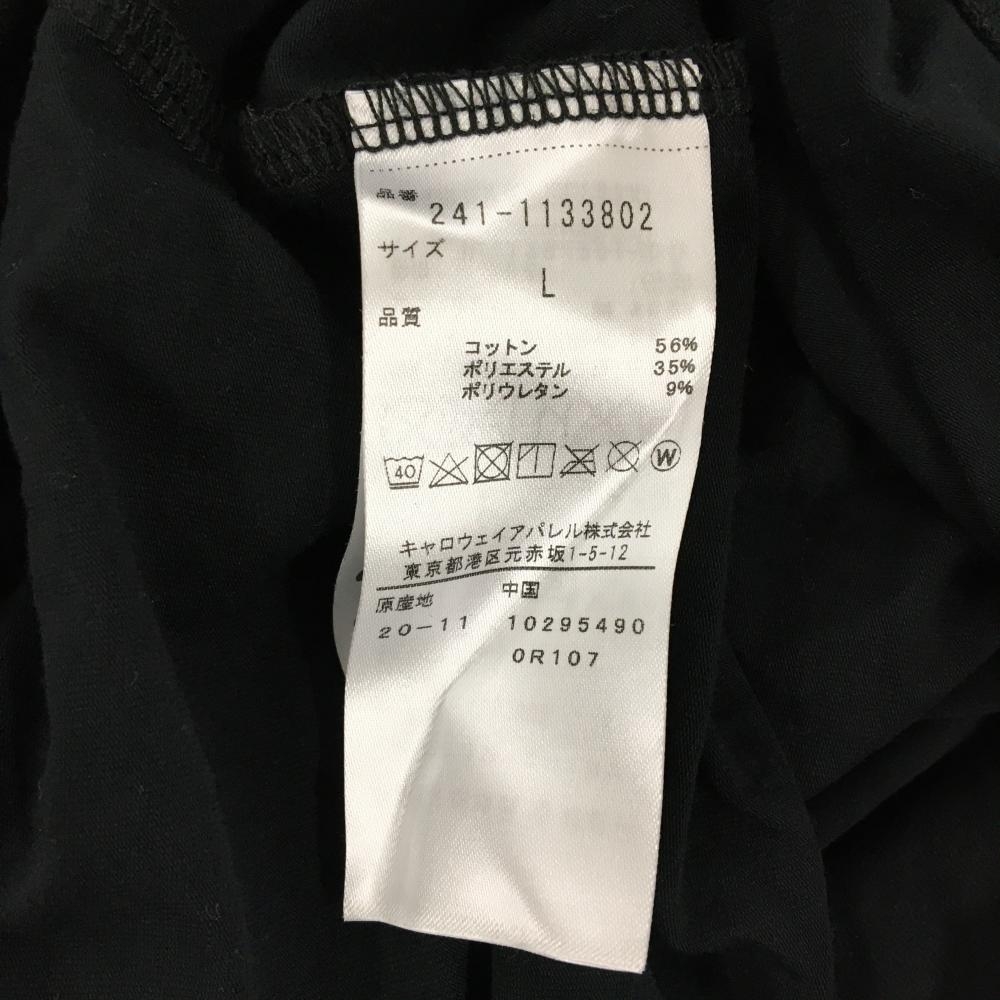 品番
241-1133802
サイズ
L
品質
コットン 56%
ポリエステル 35%
ポリウレタン 9%
40 W
キャロウェイアパレル株式会社
東京都港区元赤坂1-5-12
原産地 中国
20-11 10295490
0R107